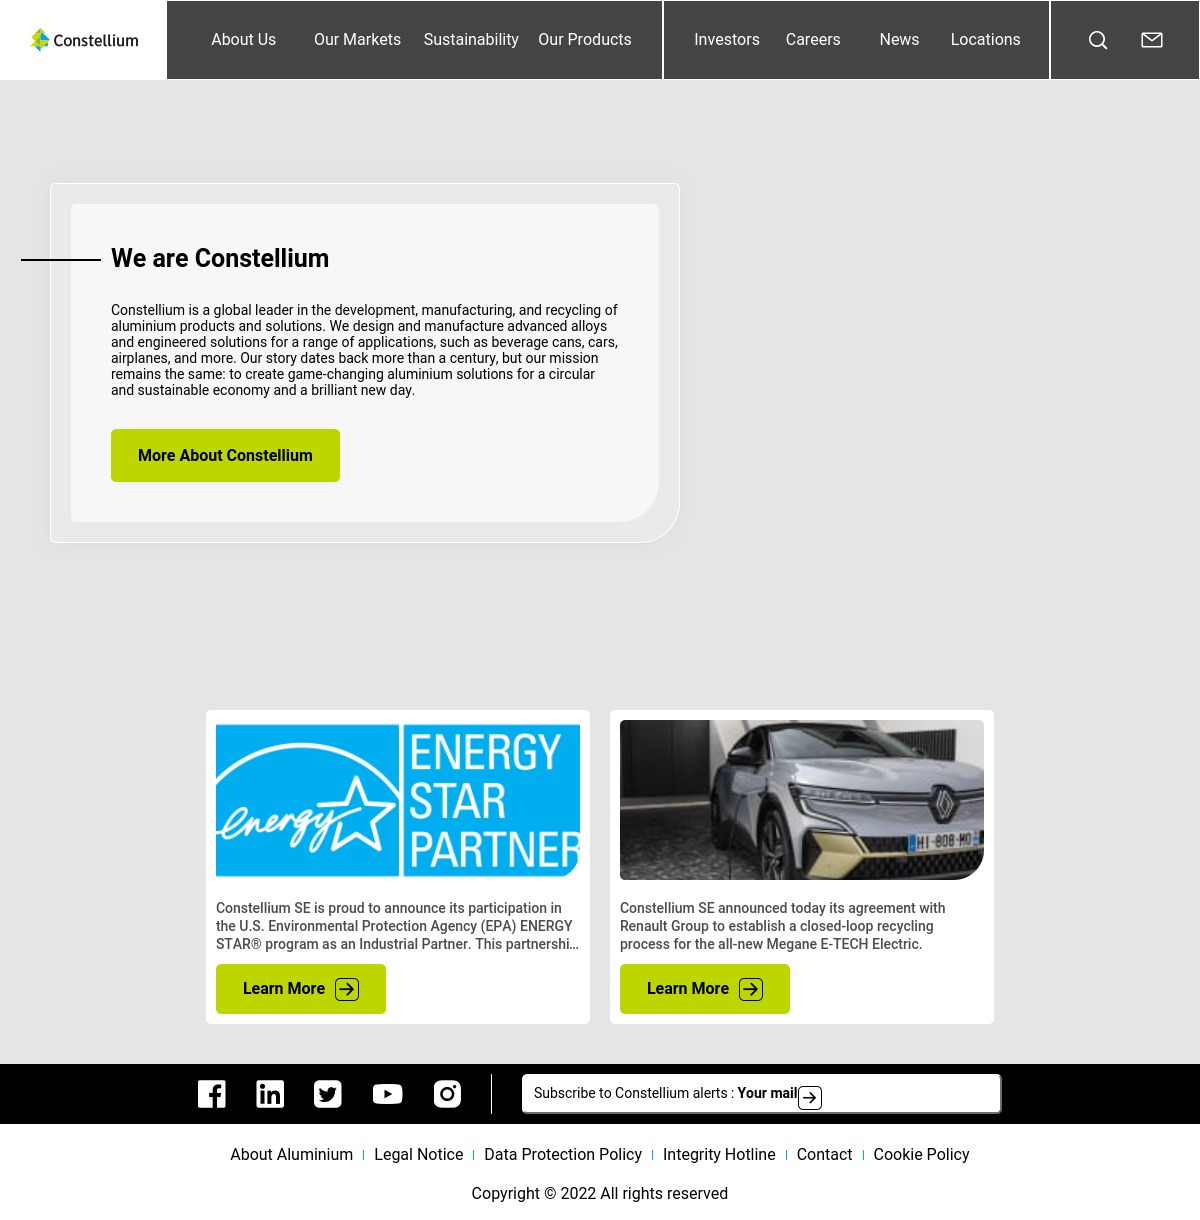 Constellium
About Us Our Markets Sustainability Our Products Investors Careers News Locations
We are Constellium
Constellium is a global leader in the development, manufacturing, and recycling of
aluminium products and solutions. We design and manufacture advanced alloys
and engineered solutions for a range of applications, such as beverage cans, cars,
airplanes, and more. Our story dates back more than a century, but our mission
remains the same: to create game-changing aluminium solutions for a circular
and sustainable economy and a brilliant new day.
More About Constellium
energy
ENERGY
STAR
PARTNER
HI-808-MO
Constellium SE is proud to announce its participation in
the U.S. Environmental Protection Agency (EPA) ENERGY
STAR® program as an Industrial Partner. This partnershi...
Learn More
Constellium SE announced today its agreement with
Renault Group to establish a closed-loop recycling
process for the all-new Megane E-TECH Electric.
Learn More
Subscribe to Constellium alerts : Your mail
About Aluminium Legal Notice Data Protection Policy Integrity Hotline Contact Cookie Policy
Copyright © 2022 All rights reserved